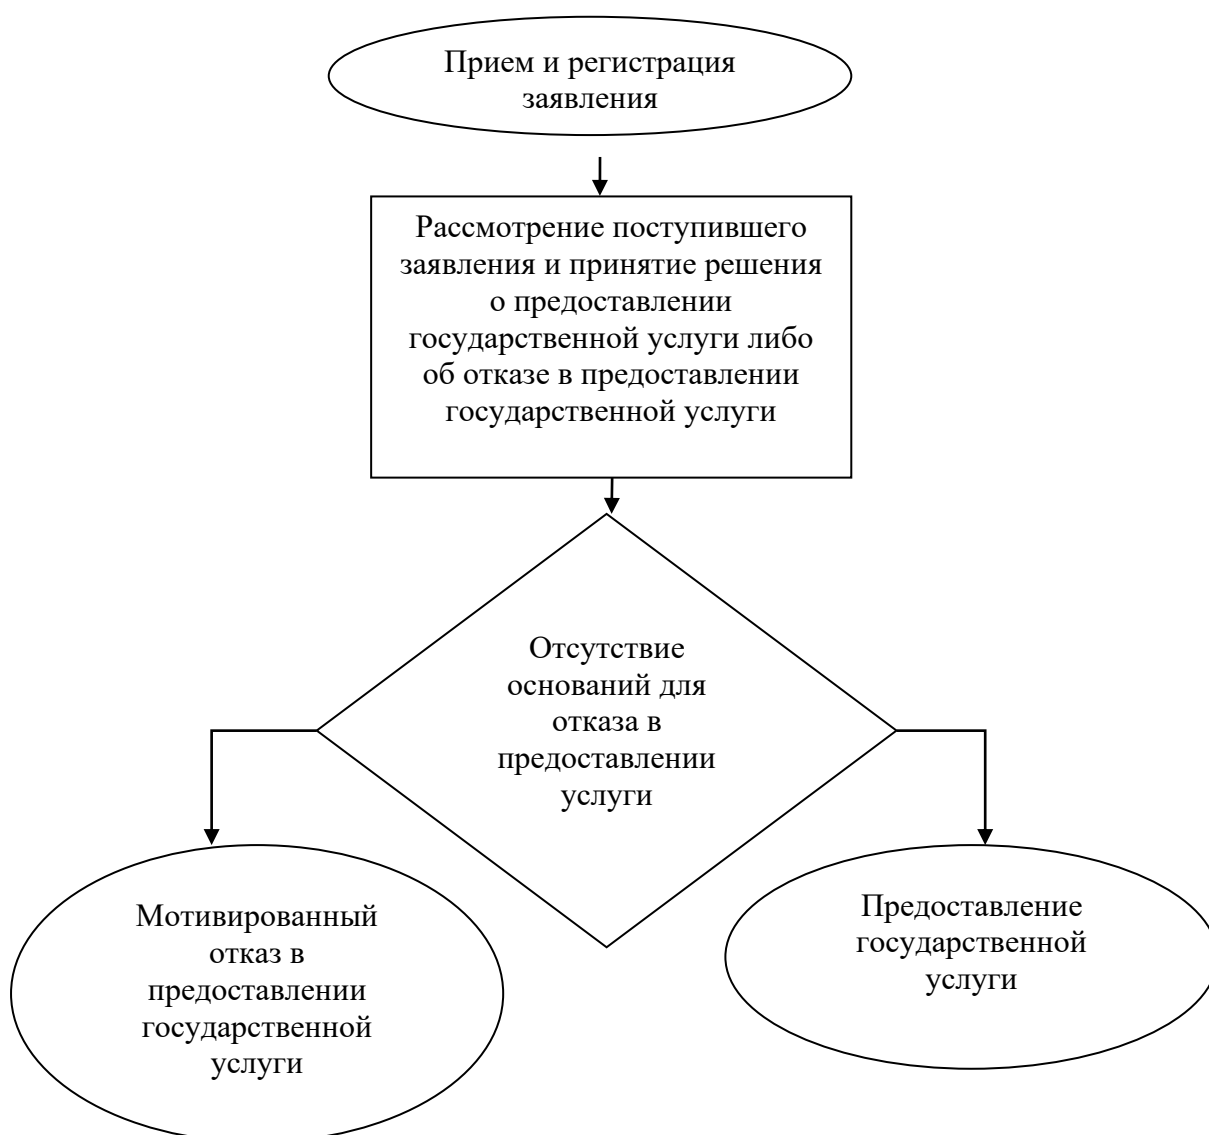 Прием и регистрация
заявления
Рассмотрение поступившего
заявления и принятие решения
о предоставлении
государственной услуги либо
об отказе в предоставлении
государственной услуги
Отсутствие
оснований для
отказа в
предоставлении
услуги
Мотивированный
отказ в
предоставлении
государственной
услуги
Предоставление
государственной
услуги